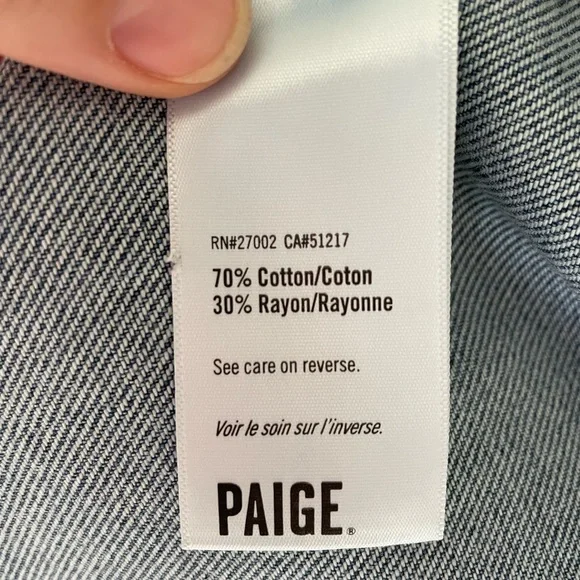 RN#27002 CA#51217
70% Cotton/Coton
30% Rayon/Rayonne
See care on reverse.
Voir le soin sur l'inverse.
PAIGE®